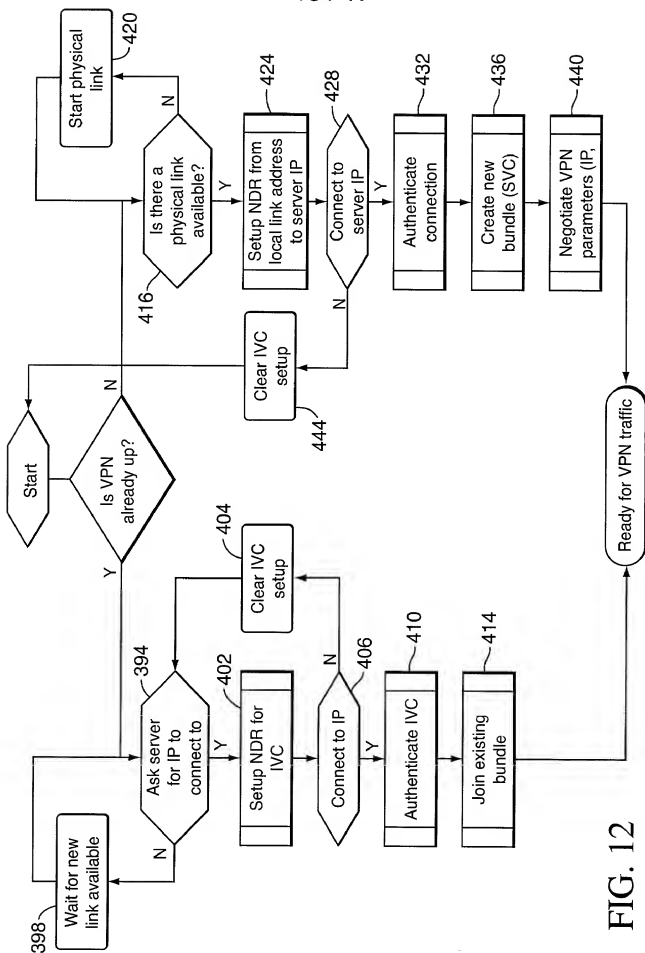 Start
Is VPN
already up?
Y
N
398
Wait for new
link available
N
394
Ask server
for IP to
connect to
Y
402
Setup NDR for
IVC
404
Clear IVC
setup
N
406
Connect to IP
Y
410
Authenticate IVC
414
Join existing
bundle
420
Start physical
link
N
416
Is there a
physical link
available?
Y
424
Setup NDR from
local link address
to server IP
428
Connect to
server IP
N
Y
444
Clear IVC
setup
432
Authenticate
connection
436
Create new
bundle (SVC)
440
Negotiate VPN
parameters (IP,
Ready for VPN traffic
FIG. 12